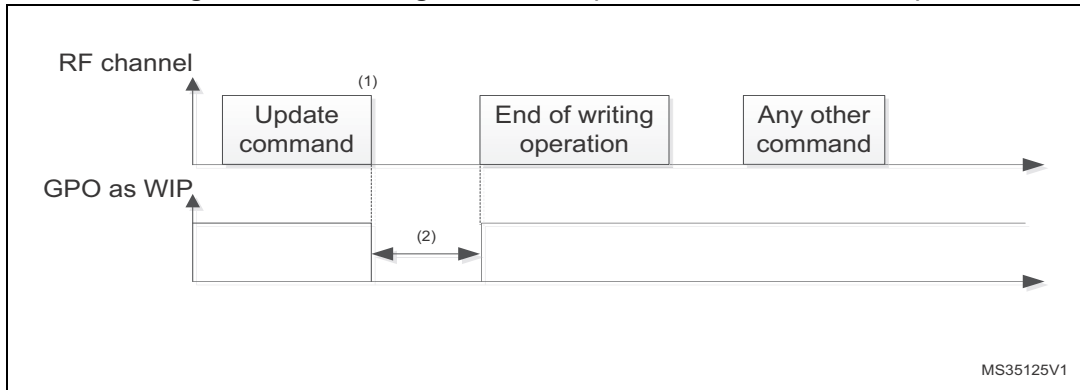 RF channel
(1)
Update
command
End of writing
operation
Any other
command
GPO as WIP
(2)
MS35125V1